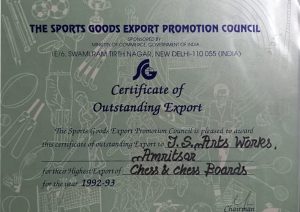 THE SPORTS GOODS EXPORT PROMOTION COUNCIL
SPONSORED BY
MINISTRY OF COMMERCE, GOVERNMENT OF INDIA
1E/6, SWAMI RAM TIRTH NAGAR, NEW DELHI-110 055 (INDIA)
Certificate of
Outstanding Export
The Sports Goods Export Promotion Council is pleased to award
this certificate of outstanding Export to J.S. Arts Works,
Amritsar
for their Highest Export of Chess & Chess Boards
for the year 1992-93
Chairman